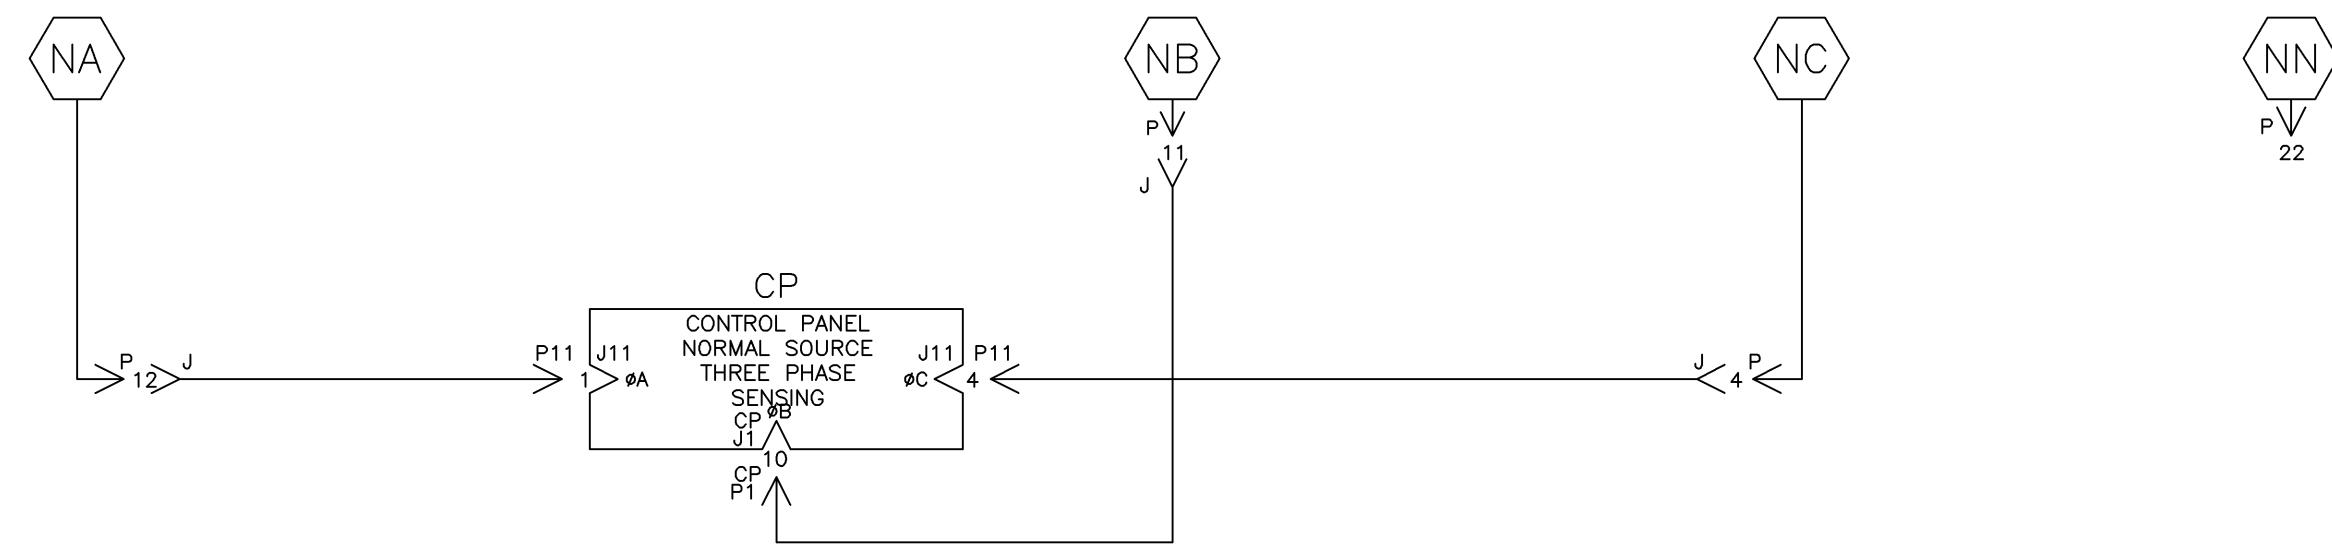 NA
NB
NC
NN
P
P
11
22
J
CP
CONTROL PANEL
NORMAL SOURCE
THREE PHASE
SENSING
P
12
J
P11
J11
1
øA
J11
P11
øC
4
J
4
P
øB
CP
J1
10
CP
P1